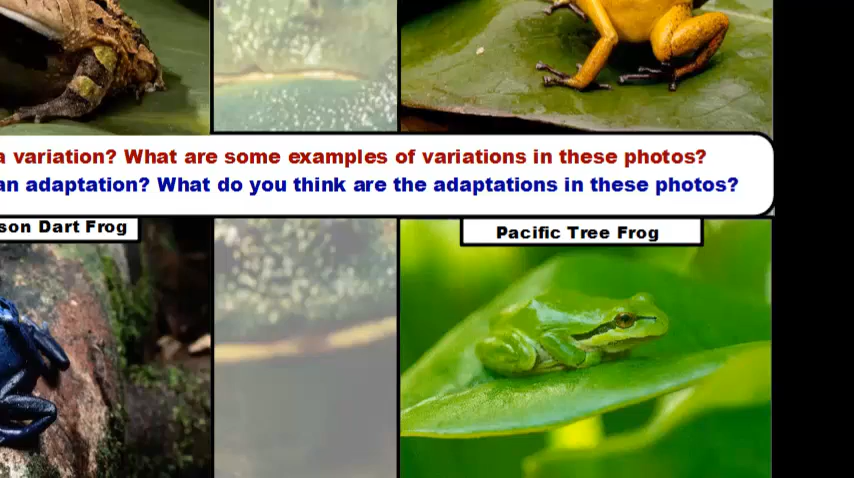 a variation? What are some examples of variations in these photos?
an adaptation? What do you think are the adaptations in these photos?
son Dart Frog
Pacific Tree Frog